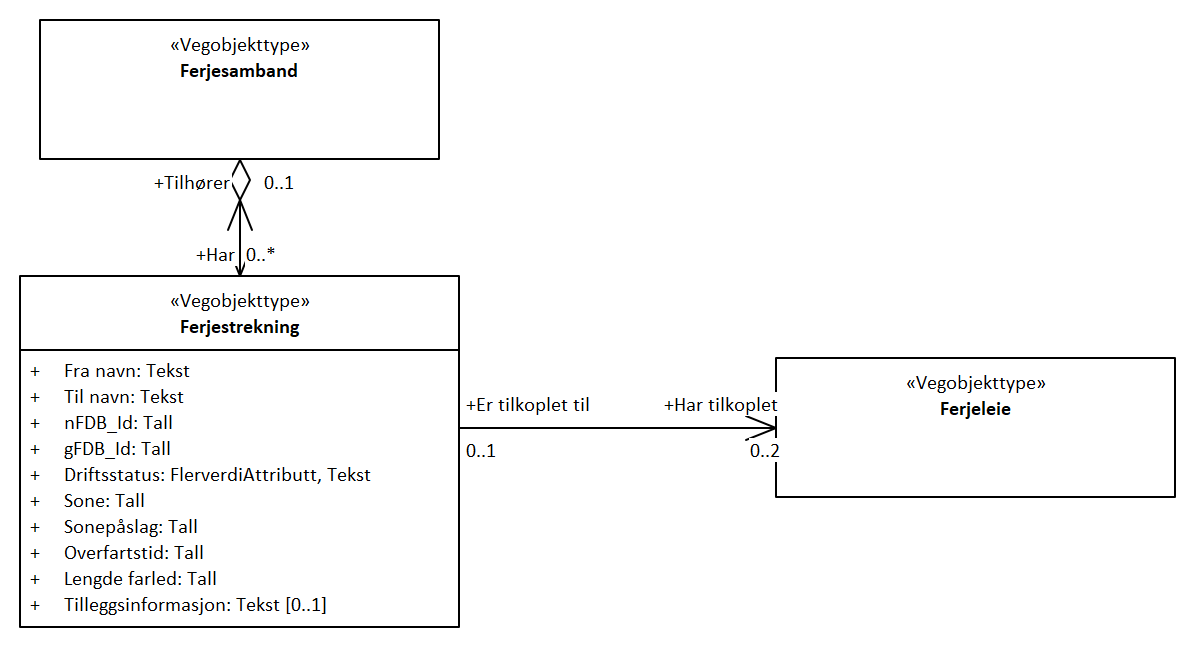 «Vegobjekttype»
Ferjesamband
+Tilhører 0..1
+Har 0..*
«Vegobjekttype»
Ferjestrekning
+ Fra navn: Tekst
+ Til navn: Tekst
+ nFDB_Id: Tall
+ gFDB_Id: Tall
+ Driftsstatus: FlerverdiAttributt, Tekst
+ Sone: Tall
+ Sonepåslag: Tall
+ Overfartstid: Tall
+ Lengde farled: Tall
+ Tilleggsinformasjon: Tekst [0..1]
+Er tilkoplet til +Har tilkoplet
0..1 0..2
«Vegobjekttype»
Ferjeleie